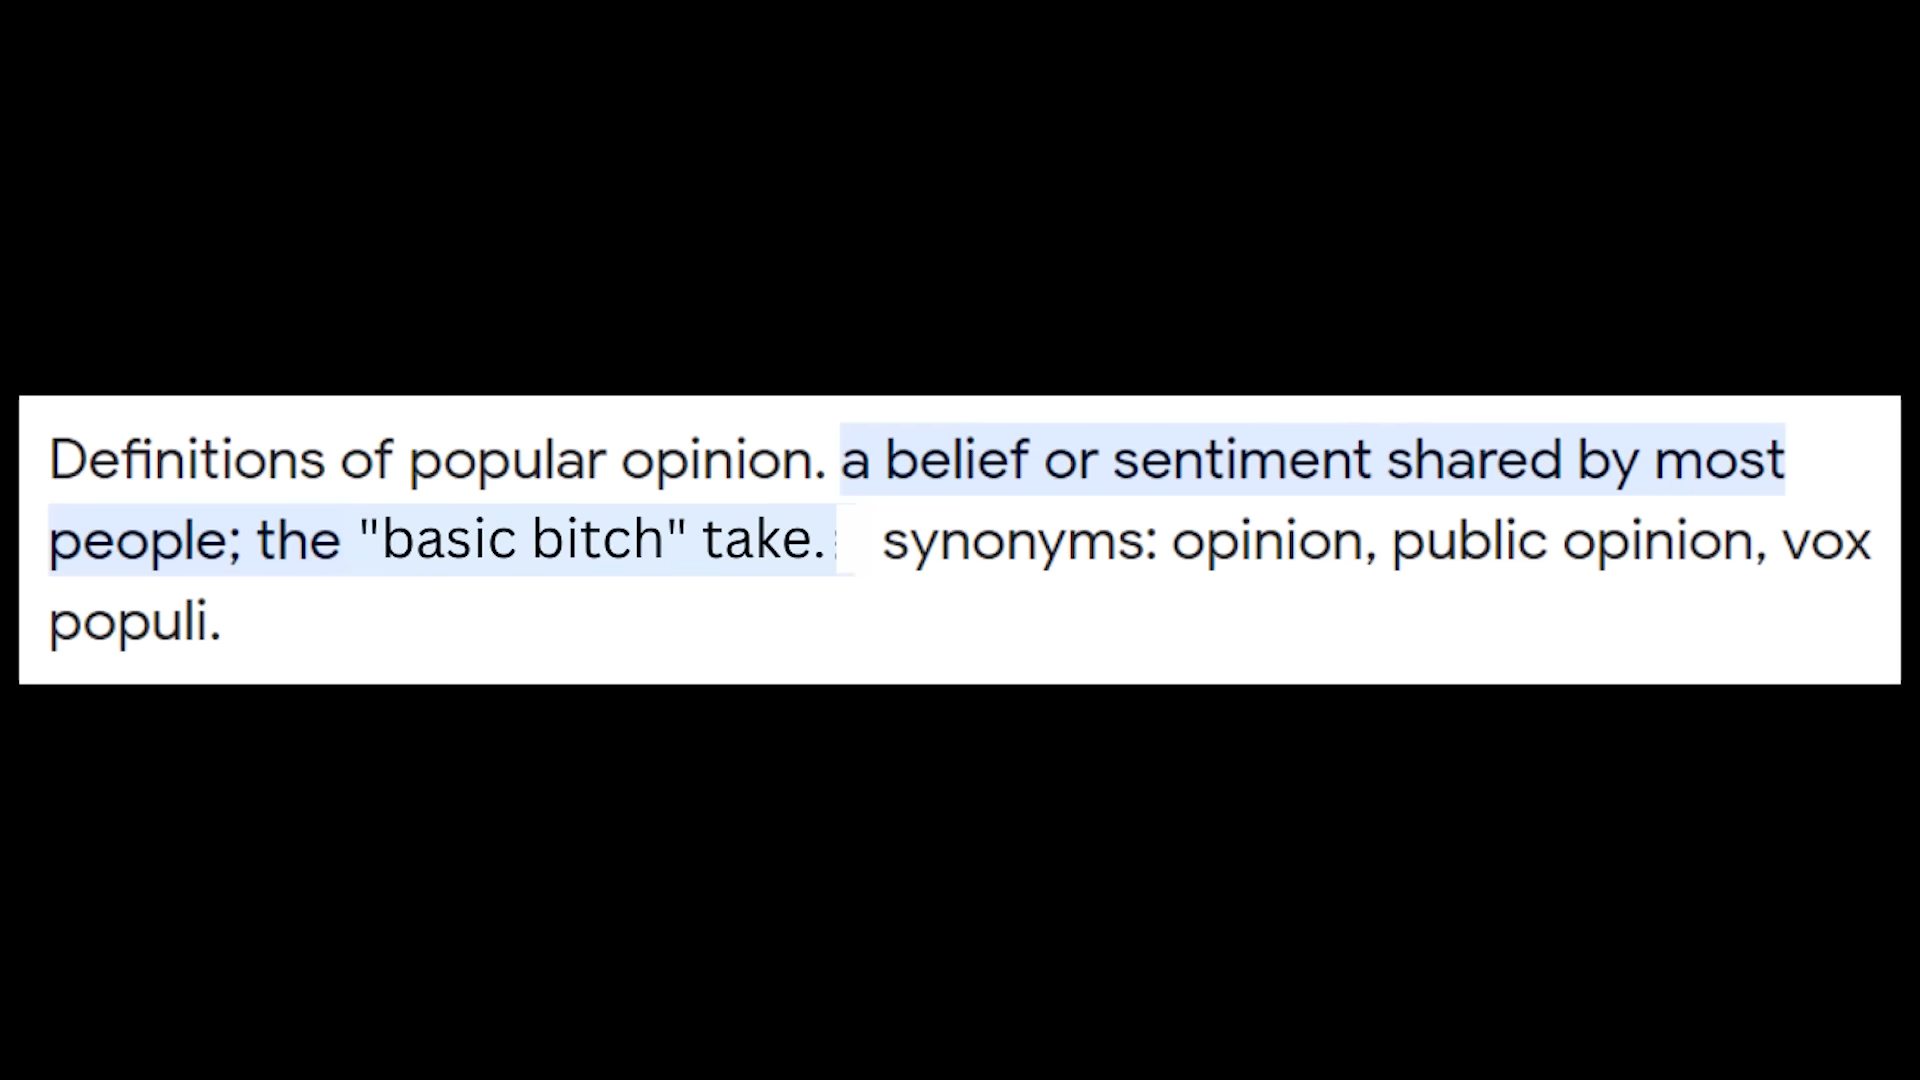 Definitions of popular opinion. a belief or sentiment shared by most
people; the "basic bitch" take. synonyms: opinion, public opinion, vox
populi.